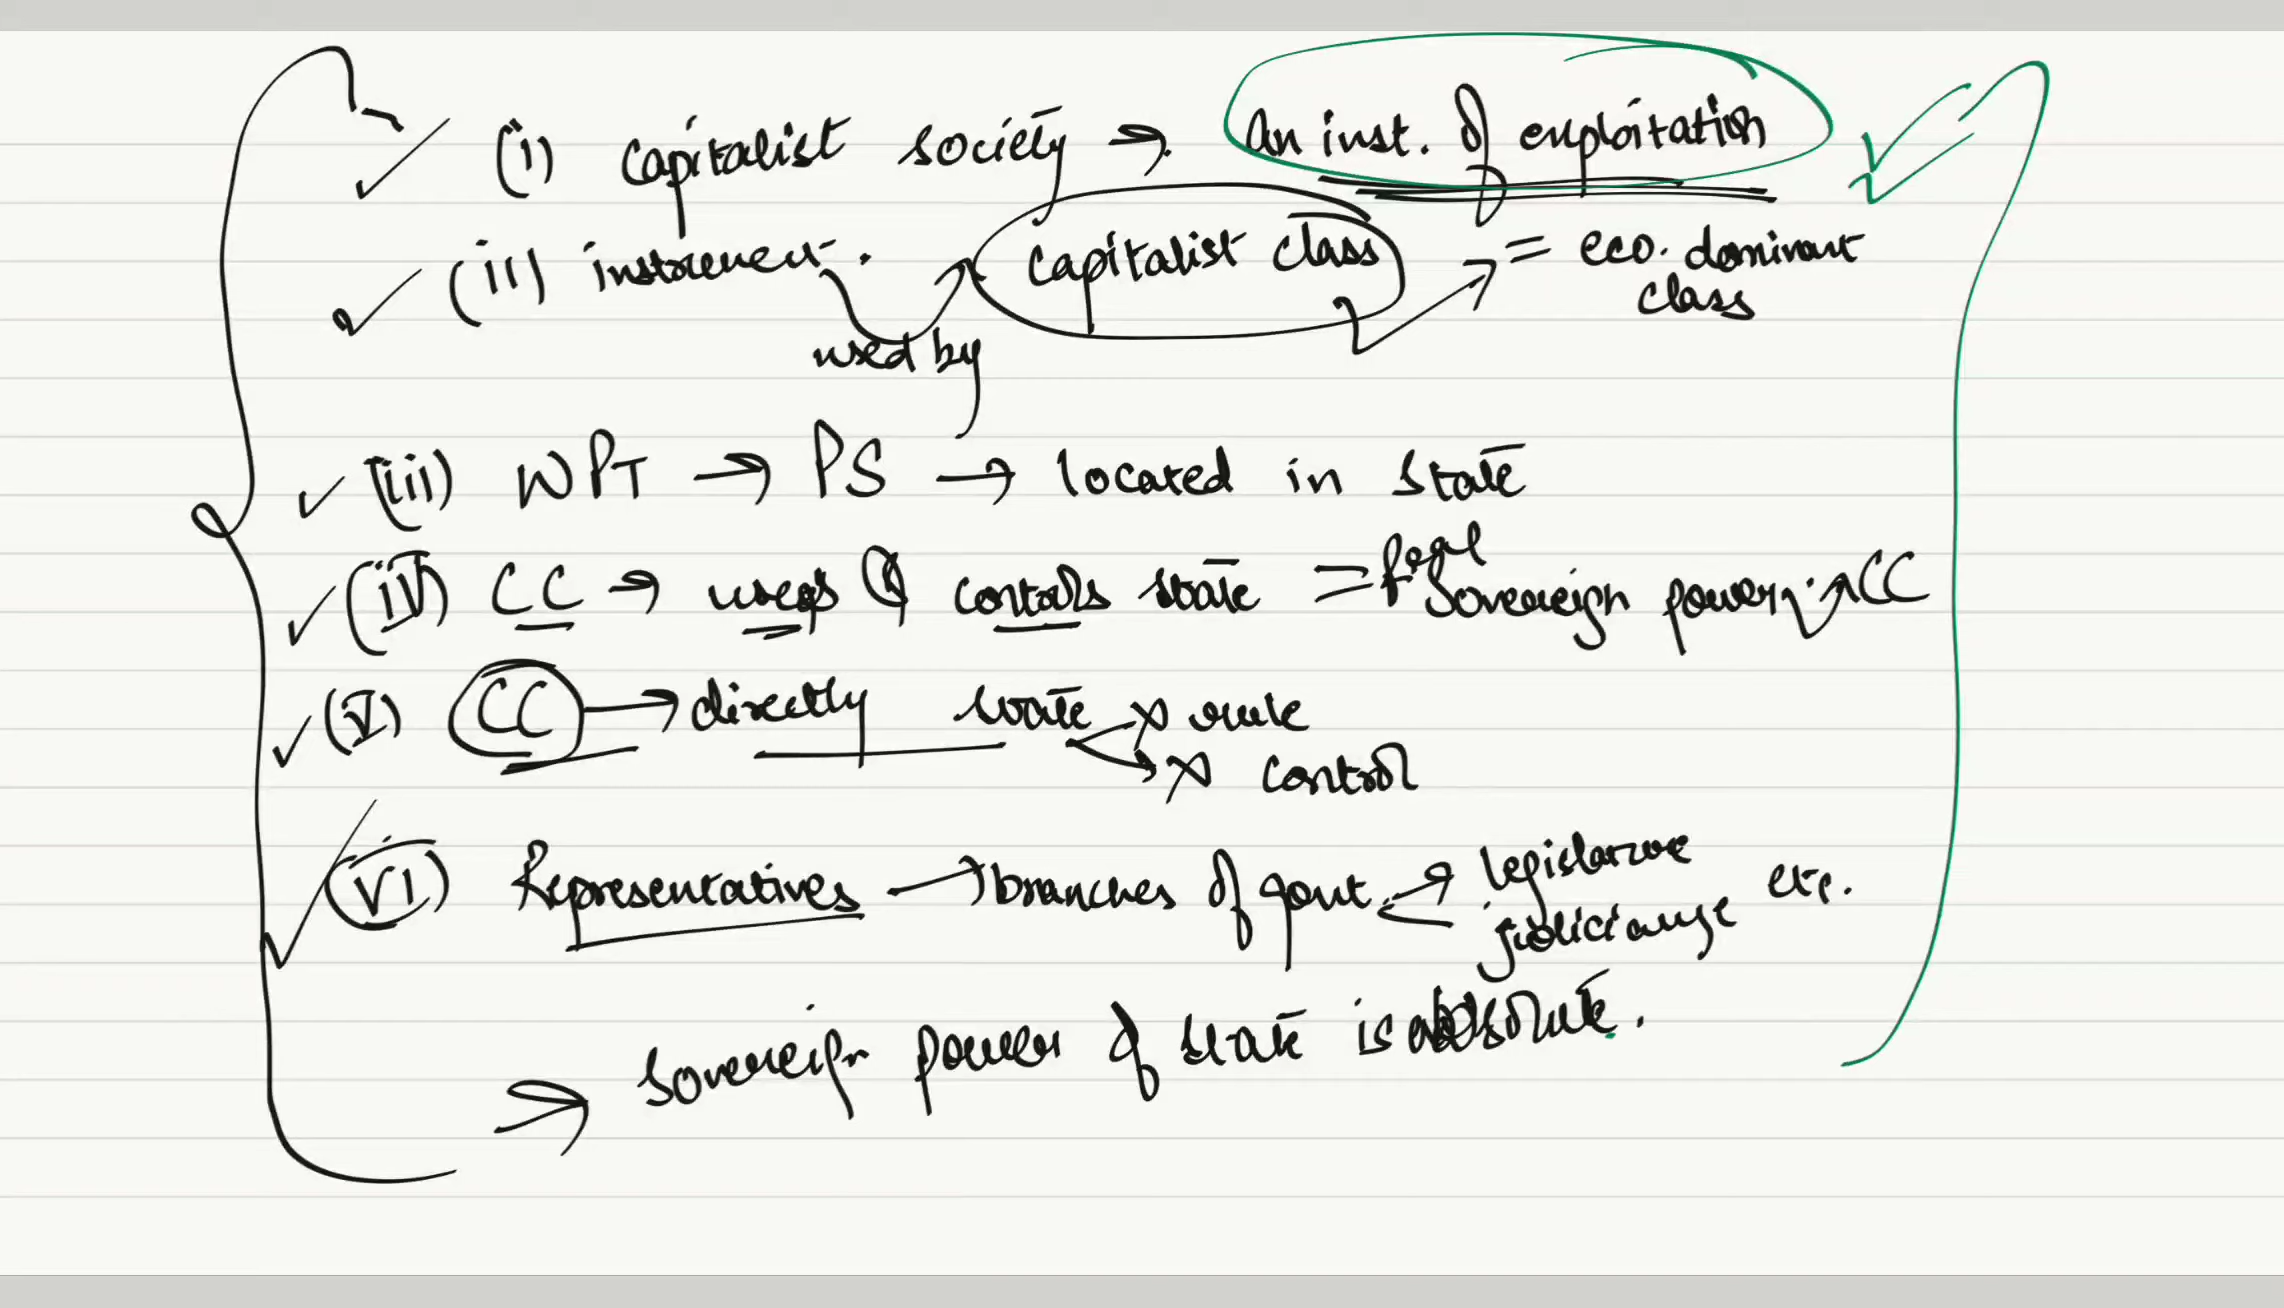 (i) Capitalist society → An inst. of exploitation
(ii) instrument. used by Capitalist class = eco. dominant class
(iii) WPT → PS → located in state
(iv) CC → uses & controls state = Sovereign power CC
(V) CC → directly state X rule
X control
(VI) Representatives → branches of govt. → legislature
judiciary etc.
→ Sovereign power of state is absolute.